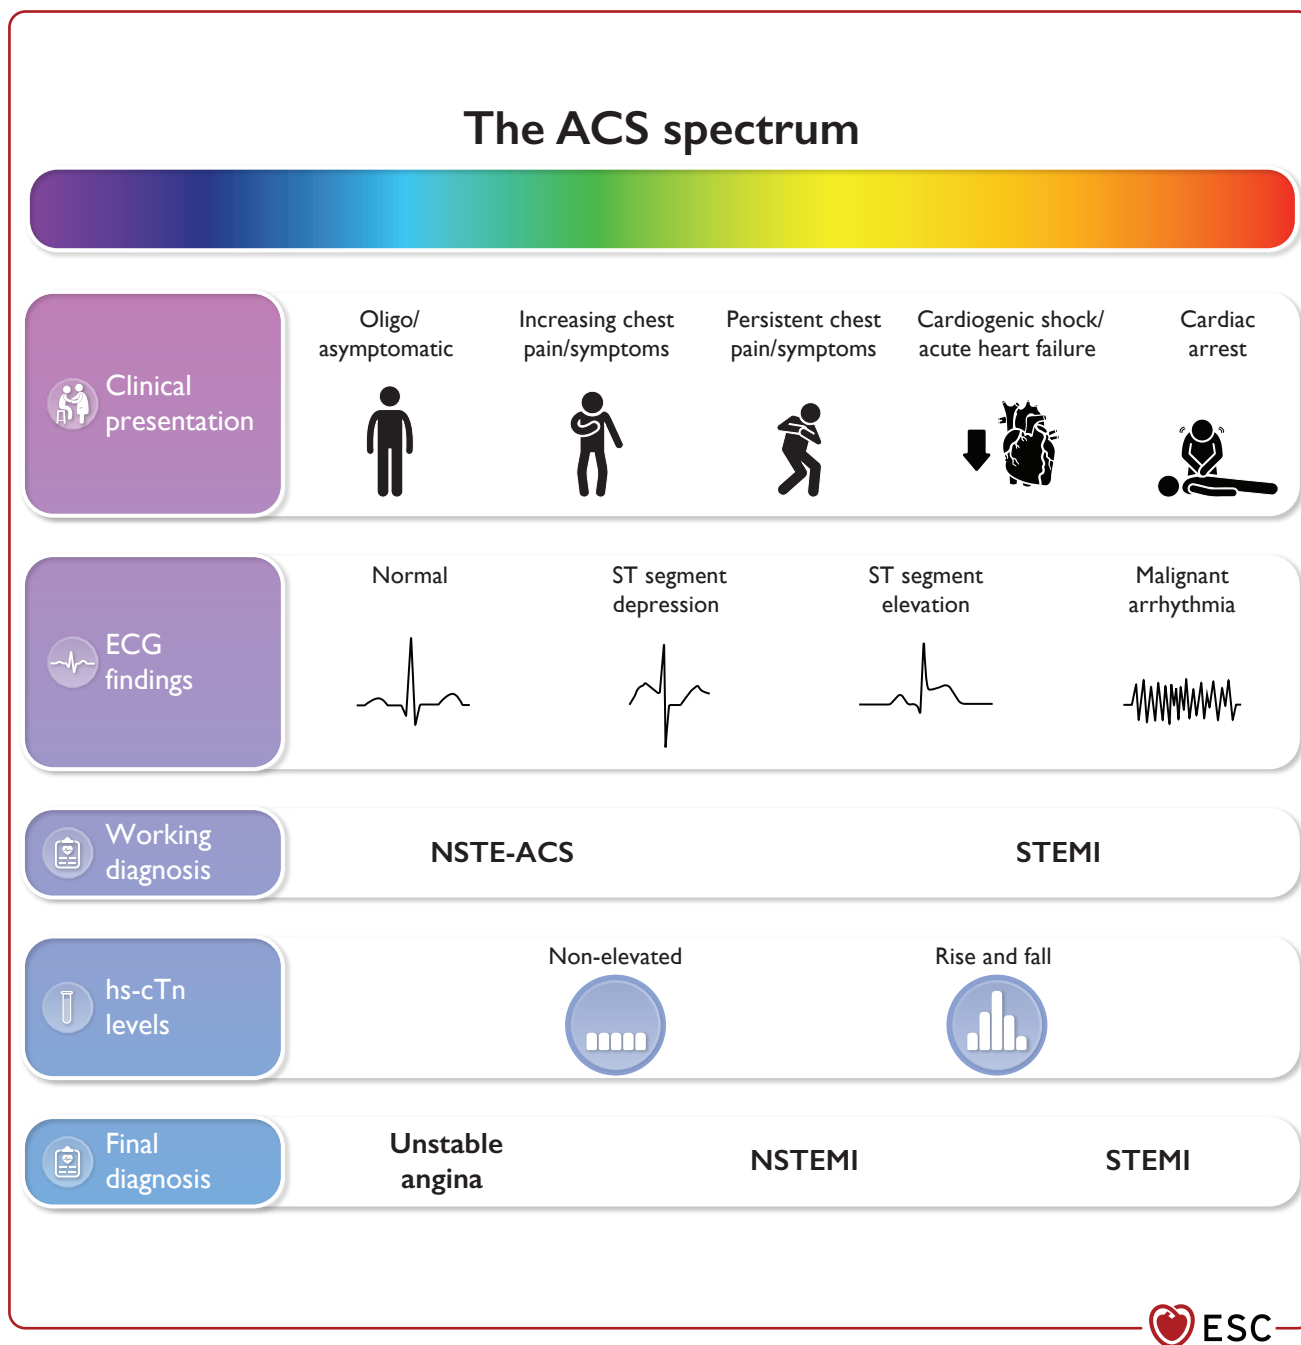 The ACS spectrum
Clinical
presentation
Oligo/
asymptomatic
Increasing chest
pain/symptoms
Persistent chest
pain/symptoms
Cardiogenic shock/
acute heart failure
Cardiac
arrest
ECG
findings
Normal
ST segment
depression
ST segment
elevation
Malignant
arrhythmia
Working
diagnosis
NSTE-ACS
STEMI
hs-cTn
levels
Non-elevated
Rise and fall
Final
diagnosis
Unstable
angina
NSTEMI
STEMI
ESC